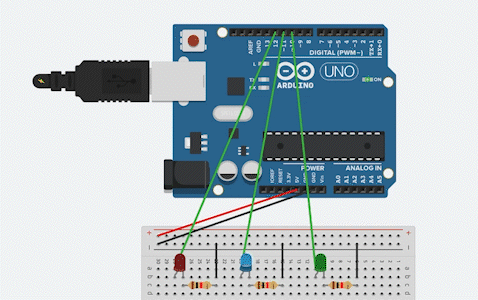 AREF
GND
13
12
~11
~10
~9
8
7
~6
~5
4
~3
2
TX→1
RX←0
DIGITAL (PWM~)
L
TX
RX
UNO
ON
ARDUINO
POWER
ANALOG IN
IOREF
RESET
3.3V
5V
GND
Vin
A0
A1
A2
A3
A4
A5
+
−
a
b
c
d